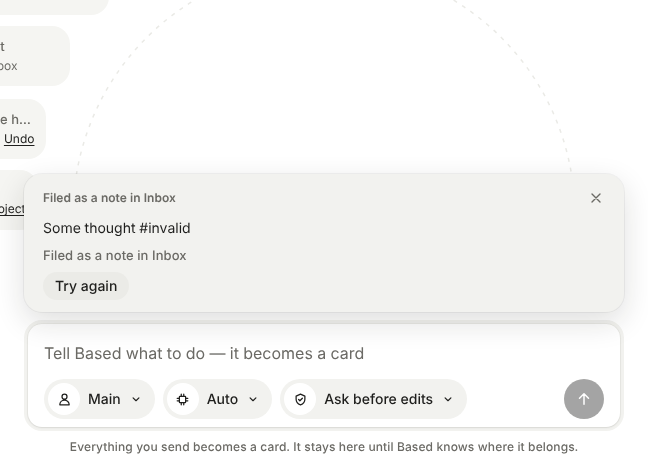 t
box
e h...
Undo
oject
Filed as a note in Inbox
Some thought #invalid
Filed as a note in Inbox
Try again
Tell Based what to do — it becomes a card
Main
Auto
Ask before edits
Everything you send becomes a card. It stays here until Based knows where it belongs.